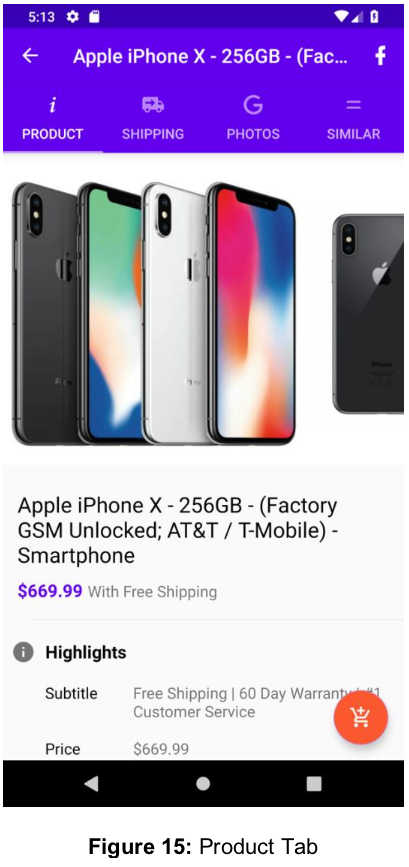 5:13
Apple iPhone X - 256GB - (Fac...
PRODUCT SHIPPING PHOTOS SIMILAR
iPhone
Apple iPhone X - 256GB - (Factory
GSM Unlocked; AT&T / T-Mobile) -
Smartphone
$669.99 With Free Shipping
Highlights
Subtitle Free Shipping | 60 Day Warranty | #1
Customer Service
Price $669.99
Figure 15: Product Tab